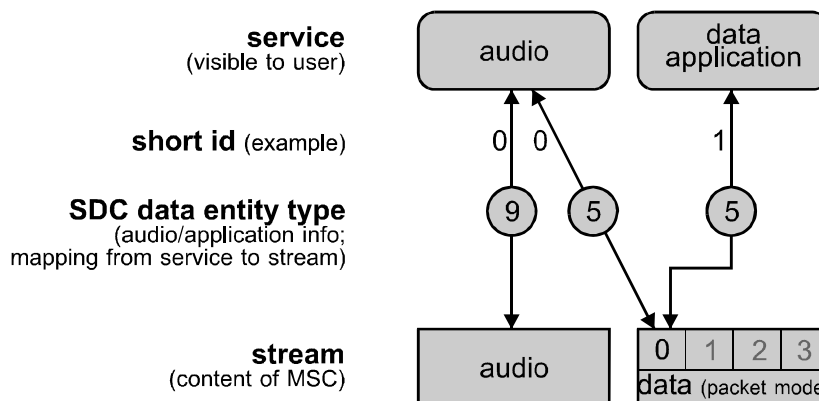 service
(visible to user)
audio
data
application
short id (example)
0 0 1
SDC data entity type
(audio/application info;
mapping from service to stream)
9 5 5
stream
(content of MSC)
audio
0 1 2 3
data (packet mode